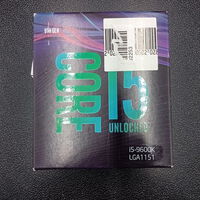 9TH GEN
CORE
i5
UNLOCKED
i5-9600K
LGA1151